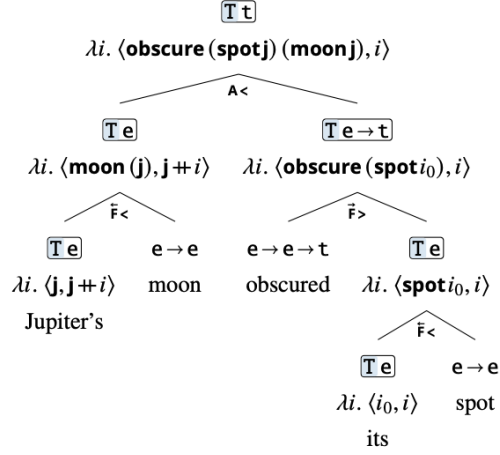 T t
λi. ⟨obscure (spot j) (moon j), i⟩
A <
T e
T e → t
λi. ⟨moon (j), j ⧺ i⟩
λi. ⟨obscure (spot i₀), i⟩
F⃖ <
F⃗ >
T e
e → e
e → e → t
T e
λi. ⟨j, j ⧺ i⟩
moon
obscured
λi. ⟨spot i₀, i⟩
Jupiter's
F⃖ <
T e
e → e
λi. ⟨i₀, i⟩
spot
its